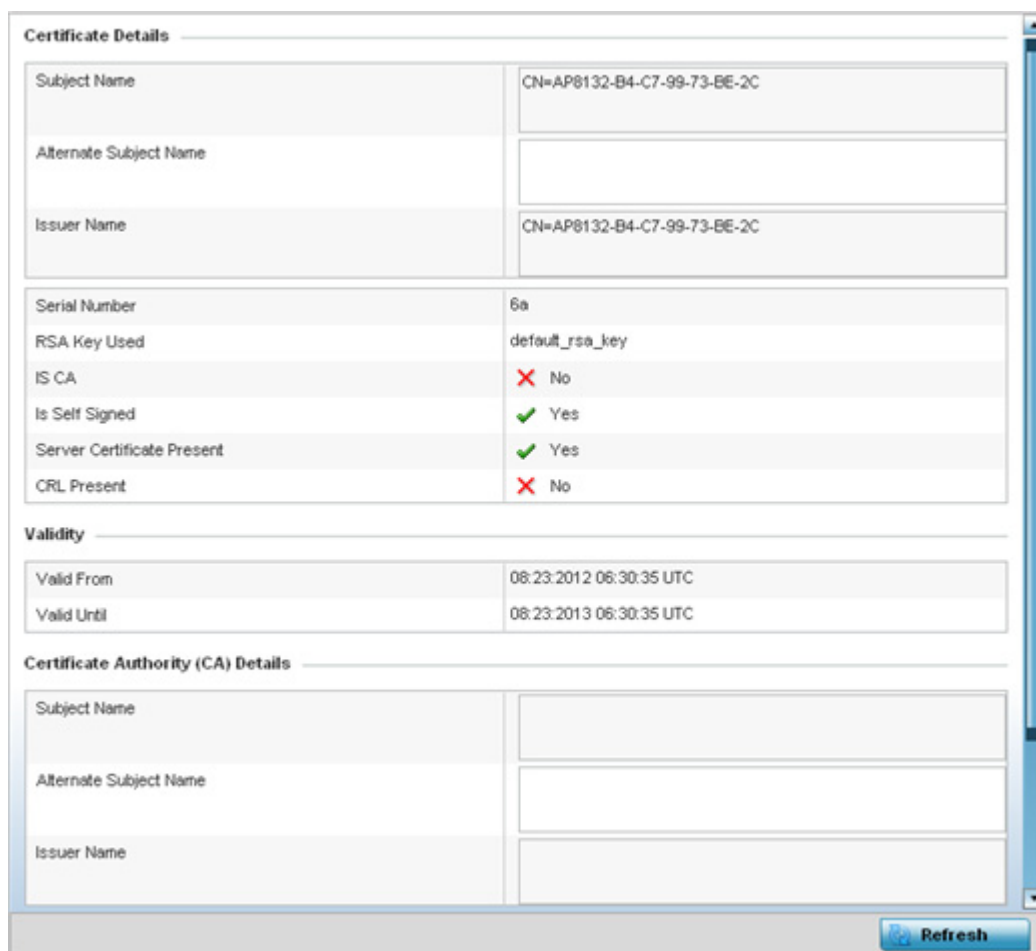 Certificate Details
Subject Name CN=AP8132-B4-C7-99-73-BE-2C
Alternate Subject Name
Issuer Name CN=AP8132-B4-C7-99-73-BE-2C
Serial Number 6a
RSA Key Used default_rsa_key
IS CA No
Is Self Signed Yes
Server Certificate Present Yes
CRL Present No
Validity
Valid From 08:23:2012 06:30:35 UTC
Valid Until 08:23:2013 06:30:35 UTC
Certificate Authority (CA) Details
Subject Name
Alternate Subject Name
Issuer Name
Refresh